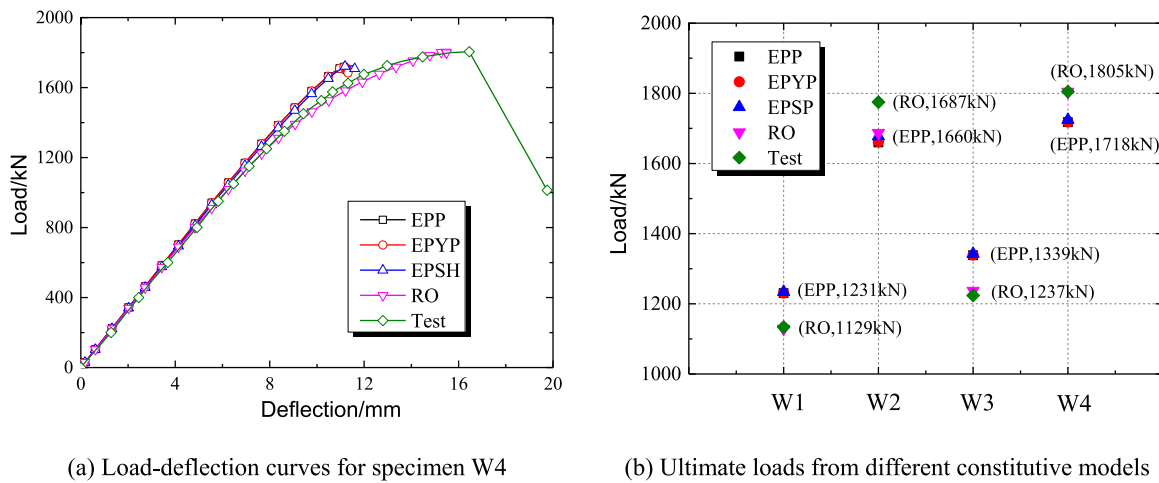 2000
1800
1600
1200
800
400
0
Load/kN
0 4 8 12 16 20
Deflection/mm
EPP
EPYP
EPSH
RO
Test
(a) Load-deflection curves for specimen W4
2000
1800
1600
1400
1200
1000
Load/kN
EPP
EPYP
EPSP
RO
Test
(RO,1805kN)
(RO,1687kN)
(EPP,1660kN)
(EPP,1718kN)
(EPP,1339kN)
(EPP,1231kN)
(RO,1237kN)
(RO,1129kN)
W1 W2 W3 W4
(b) Ultimate loads from different constitutive models